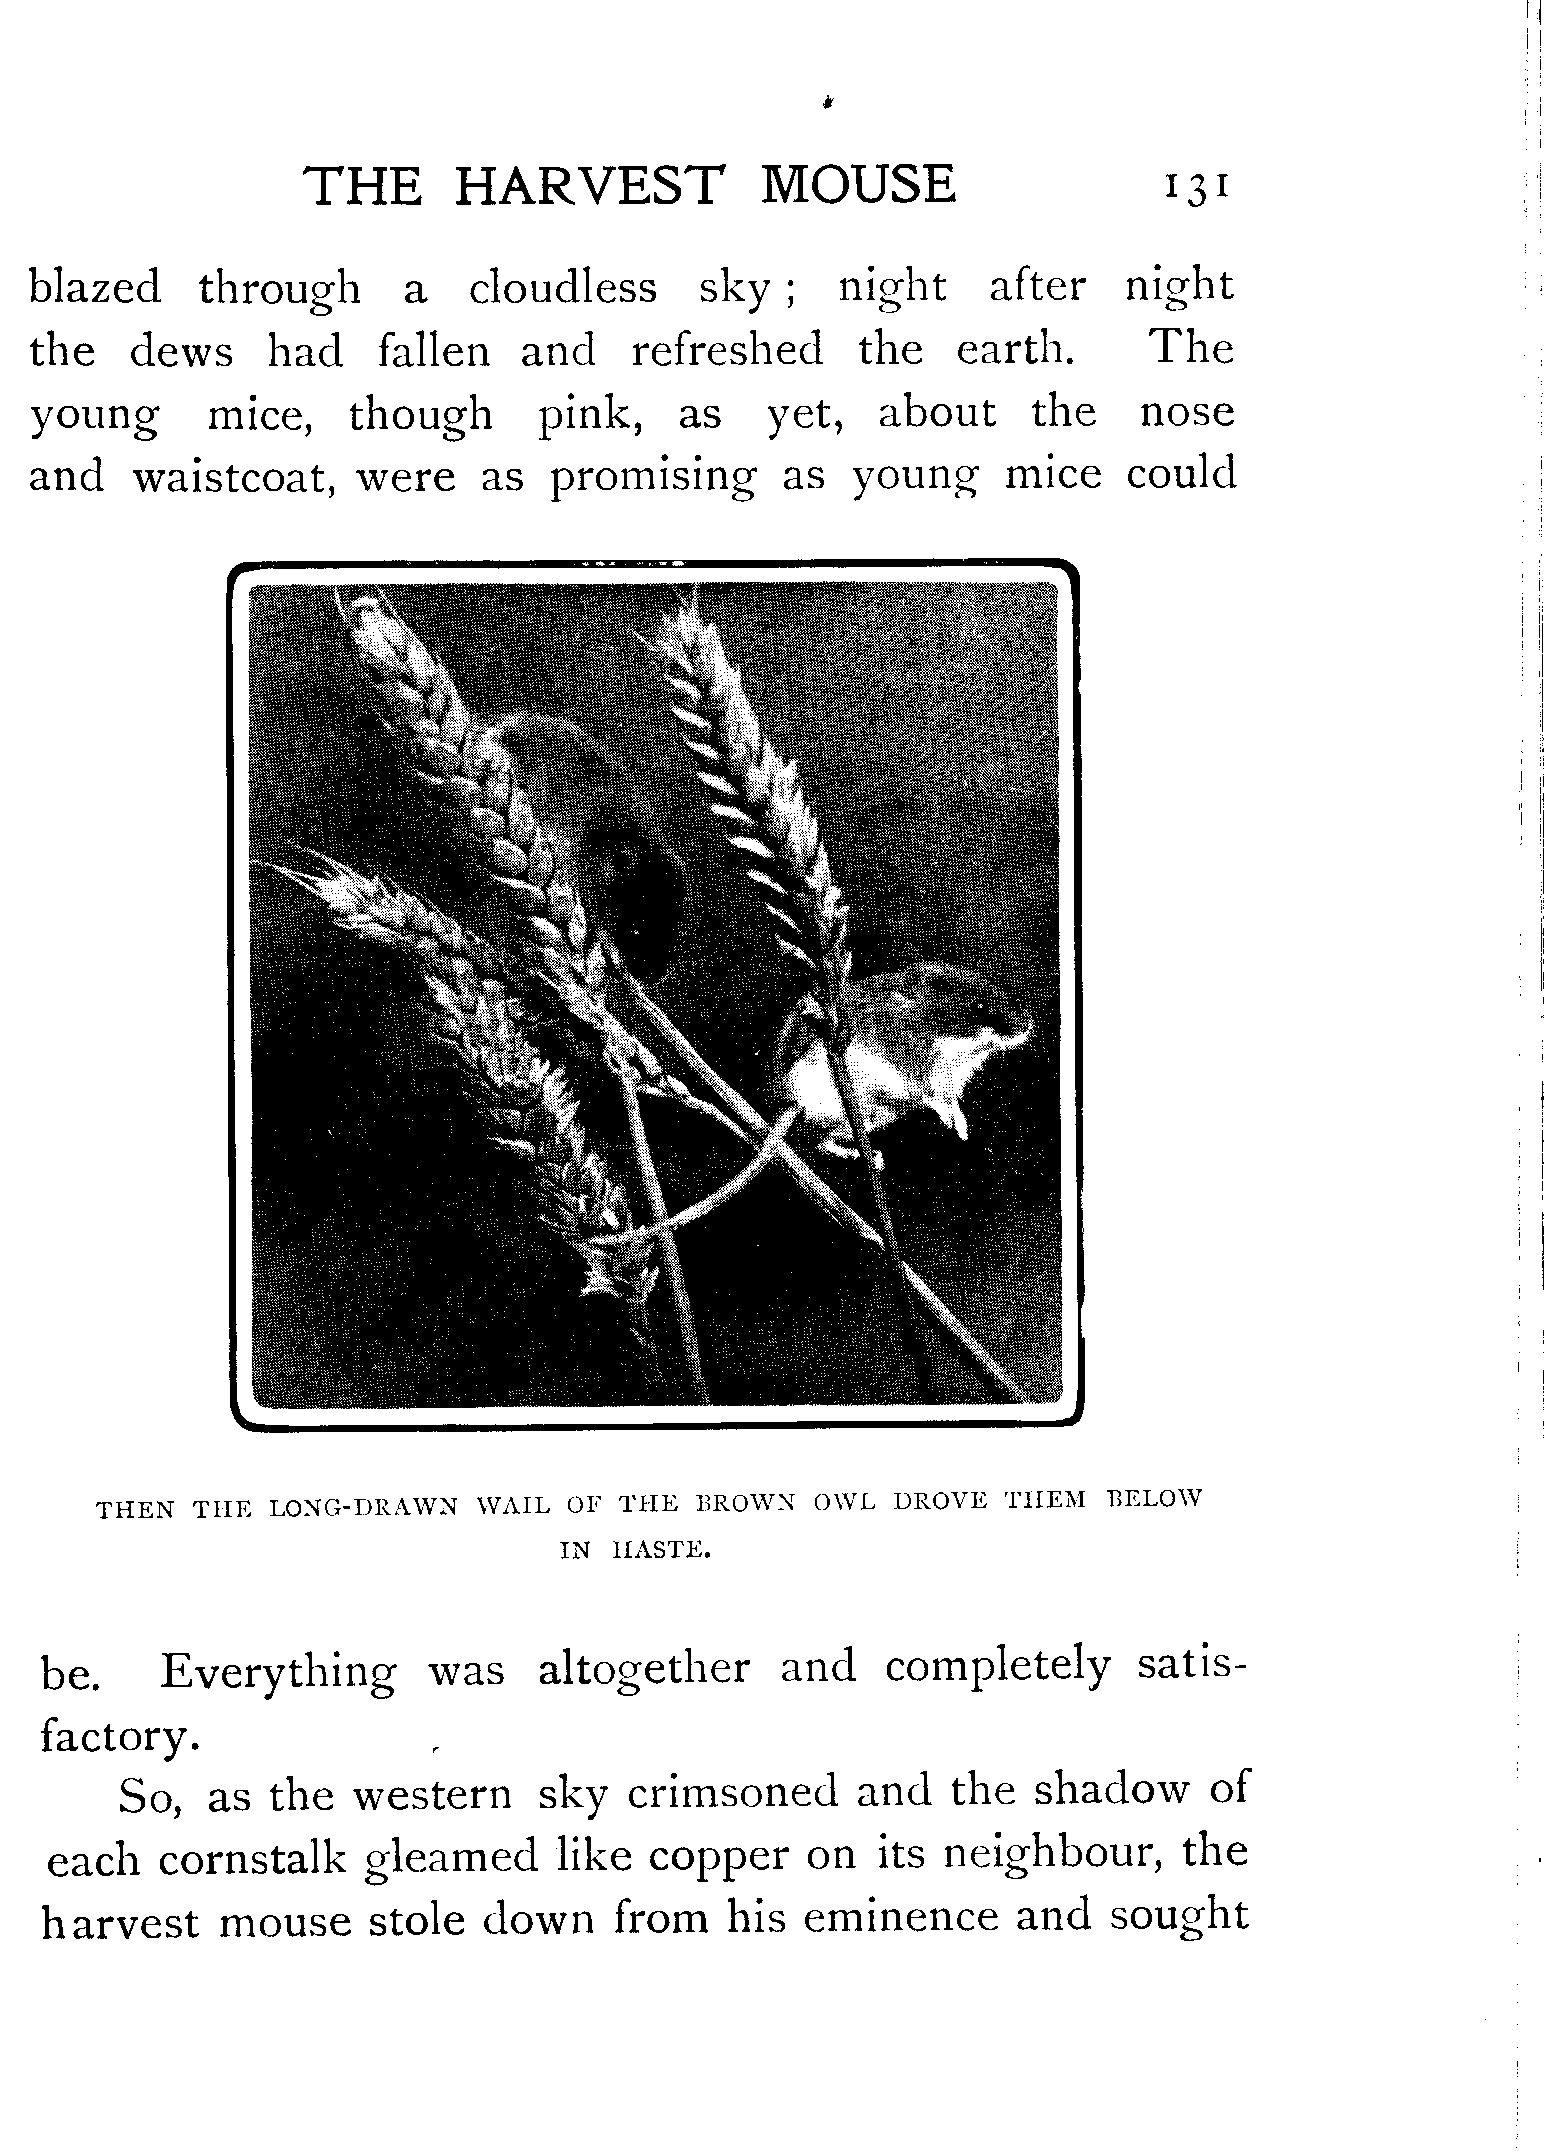 THE HARVEST MOUSE 131
blazed through a cloudless sky ; night after night
the dews had fallen and refreshed the earth. The
young mice, though pink, as yet, about the nose
and waistcoat, were as promising as young mice could
THEN THE LONG-DRAWN WAIL OF THE BROWN OWL DROVE THEM BELOW
IN HASTE.
be. Everything was altogether and completely satis-
factory.
So, as the western sky crimsoned and the shadow of
each cornstalk gleamed like copper on its neighbour, the
harvest mouse stole down from his eminence and sought